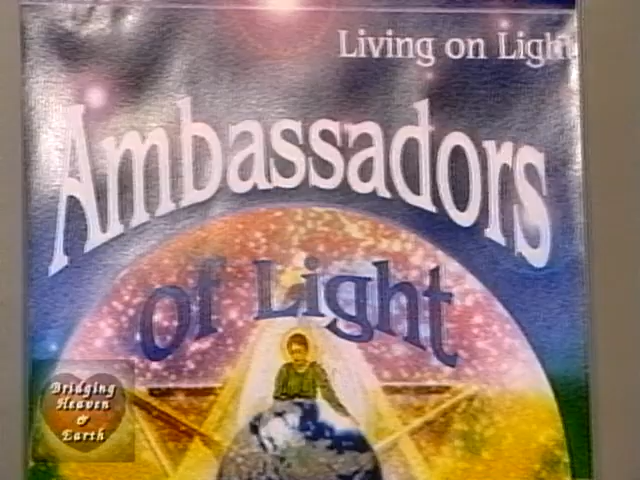 Living on Light
Ambassadors
of Light
Bridging
Heaven
&
Earth